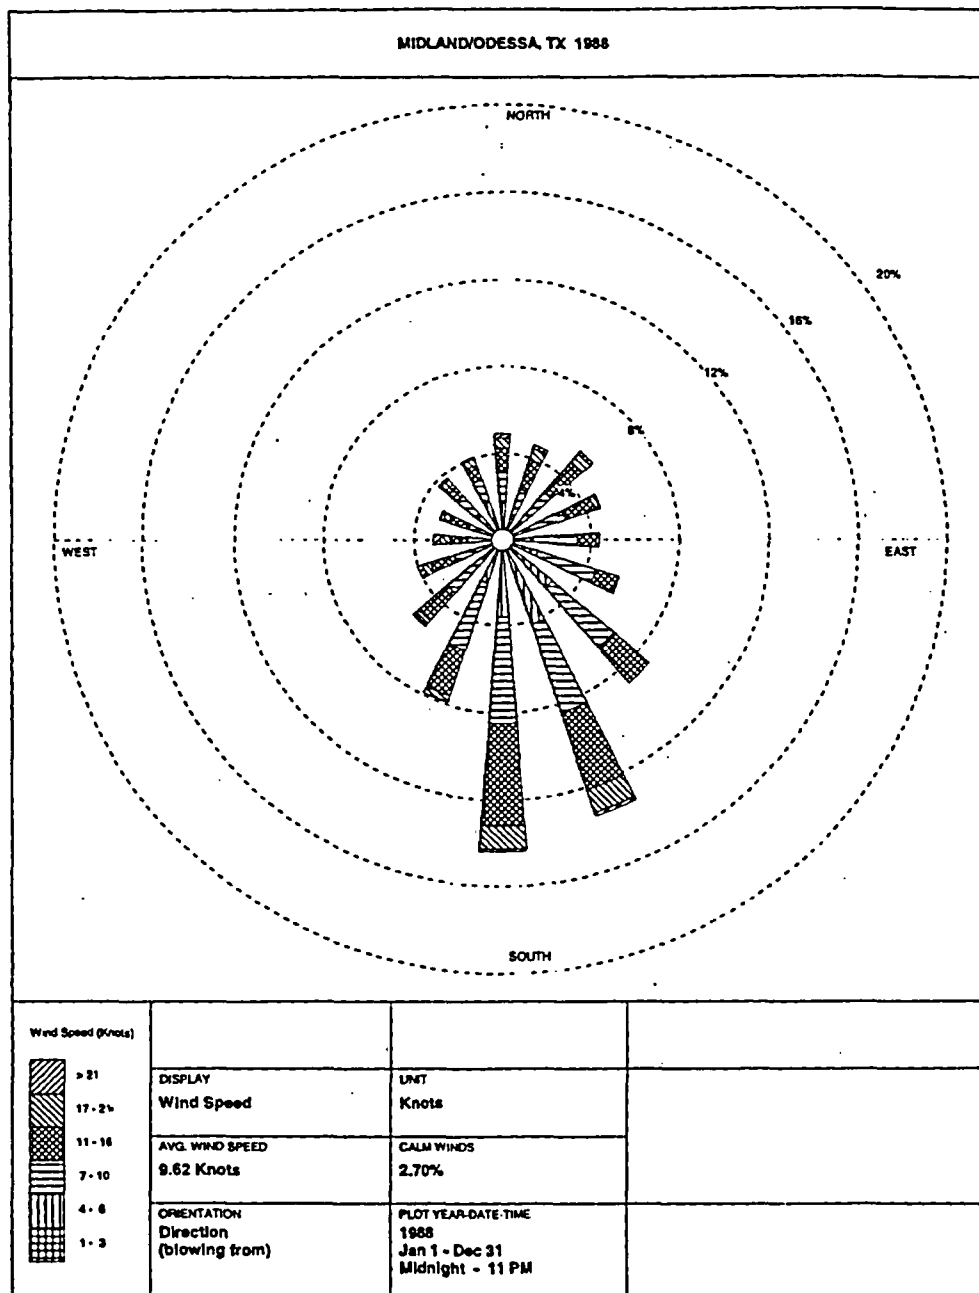 MIDLAND/ODESSA, TX 1988
NORTH
20%
16%
12%
8%
4%
WEST
EAST
SOUTH
Wind Speed (Knots)
> 21
17 - 21
11 - 16
7 - 10
4 - 6
1 - 3
DISPLAY
Wind Speed
UNIT
Knots
AVG. WIND SPEED
9.62 Knots
CALM WINDS
2.70%
ORIENTATION
Direction
(blowing from)
PLOT YEAR-DATE-TIME
1988
Jan 1 - Dec 31
Midnight - 11 PM